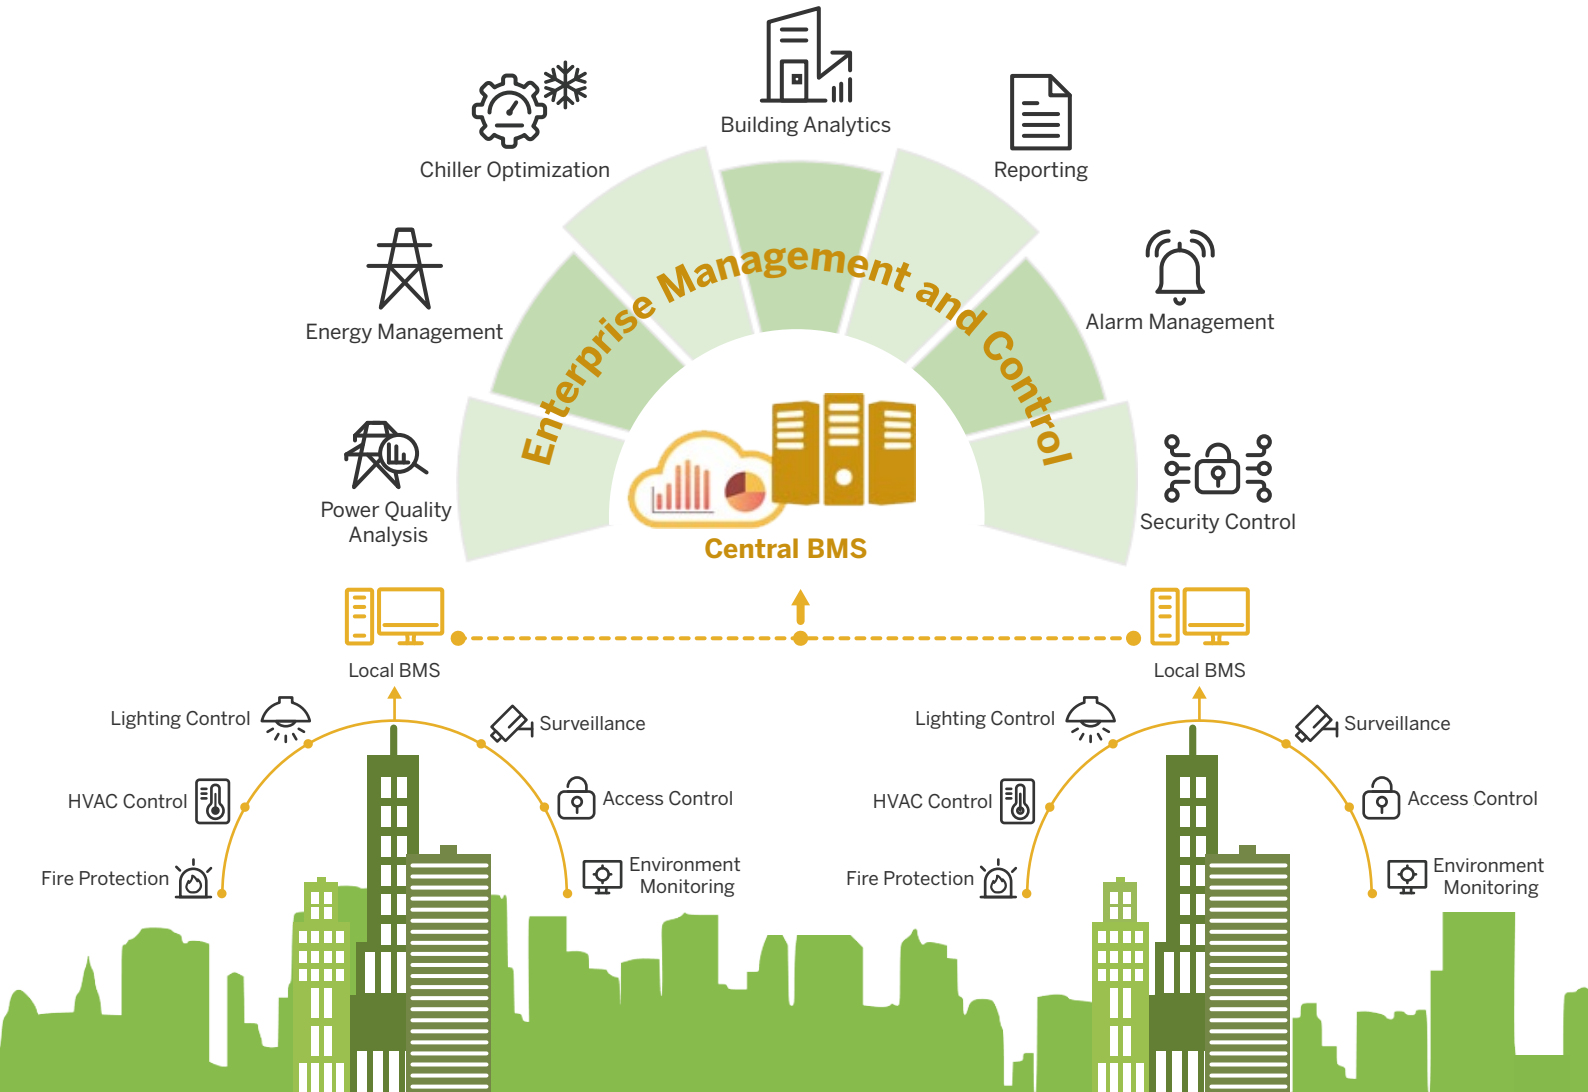 Building Analytics
Chiller Optimization
Reporting
Enterprise Management and Control
Energy Management
Alarm Management
Power Quality
Analysis
Security Control
Central BMS
Local BMS
Local BMS
Lighting Control
Surveillance
HVAC Control
Access Control
Fire Protection
Environment
Monitoring
Lighting Control
Surveillance
HVAC Control
Access Control
Fire Protection
Environment
Monitoring